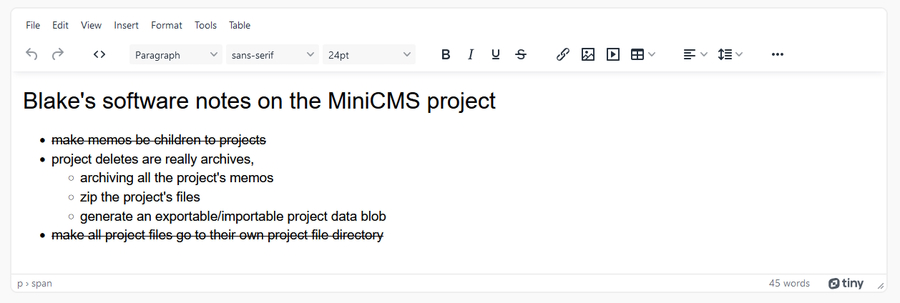 File Edit View Insert Format Tools Table
Paragraph sans-serif 24pt B I U S
Blake's software notes on the MiniCMS project
make memos be children to projects
project deletes are really archives,
archiving all the project's memos
zip the project's files
generate an exportable/importable project data blob
make all project files go to their own project file directory
p › span 45 words tiny